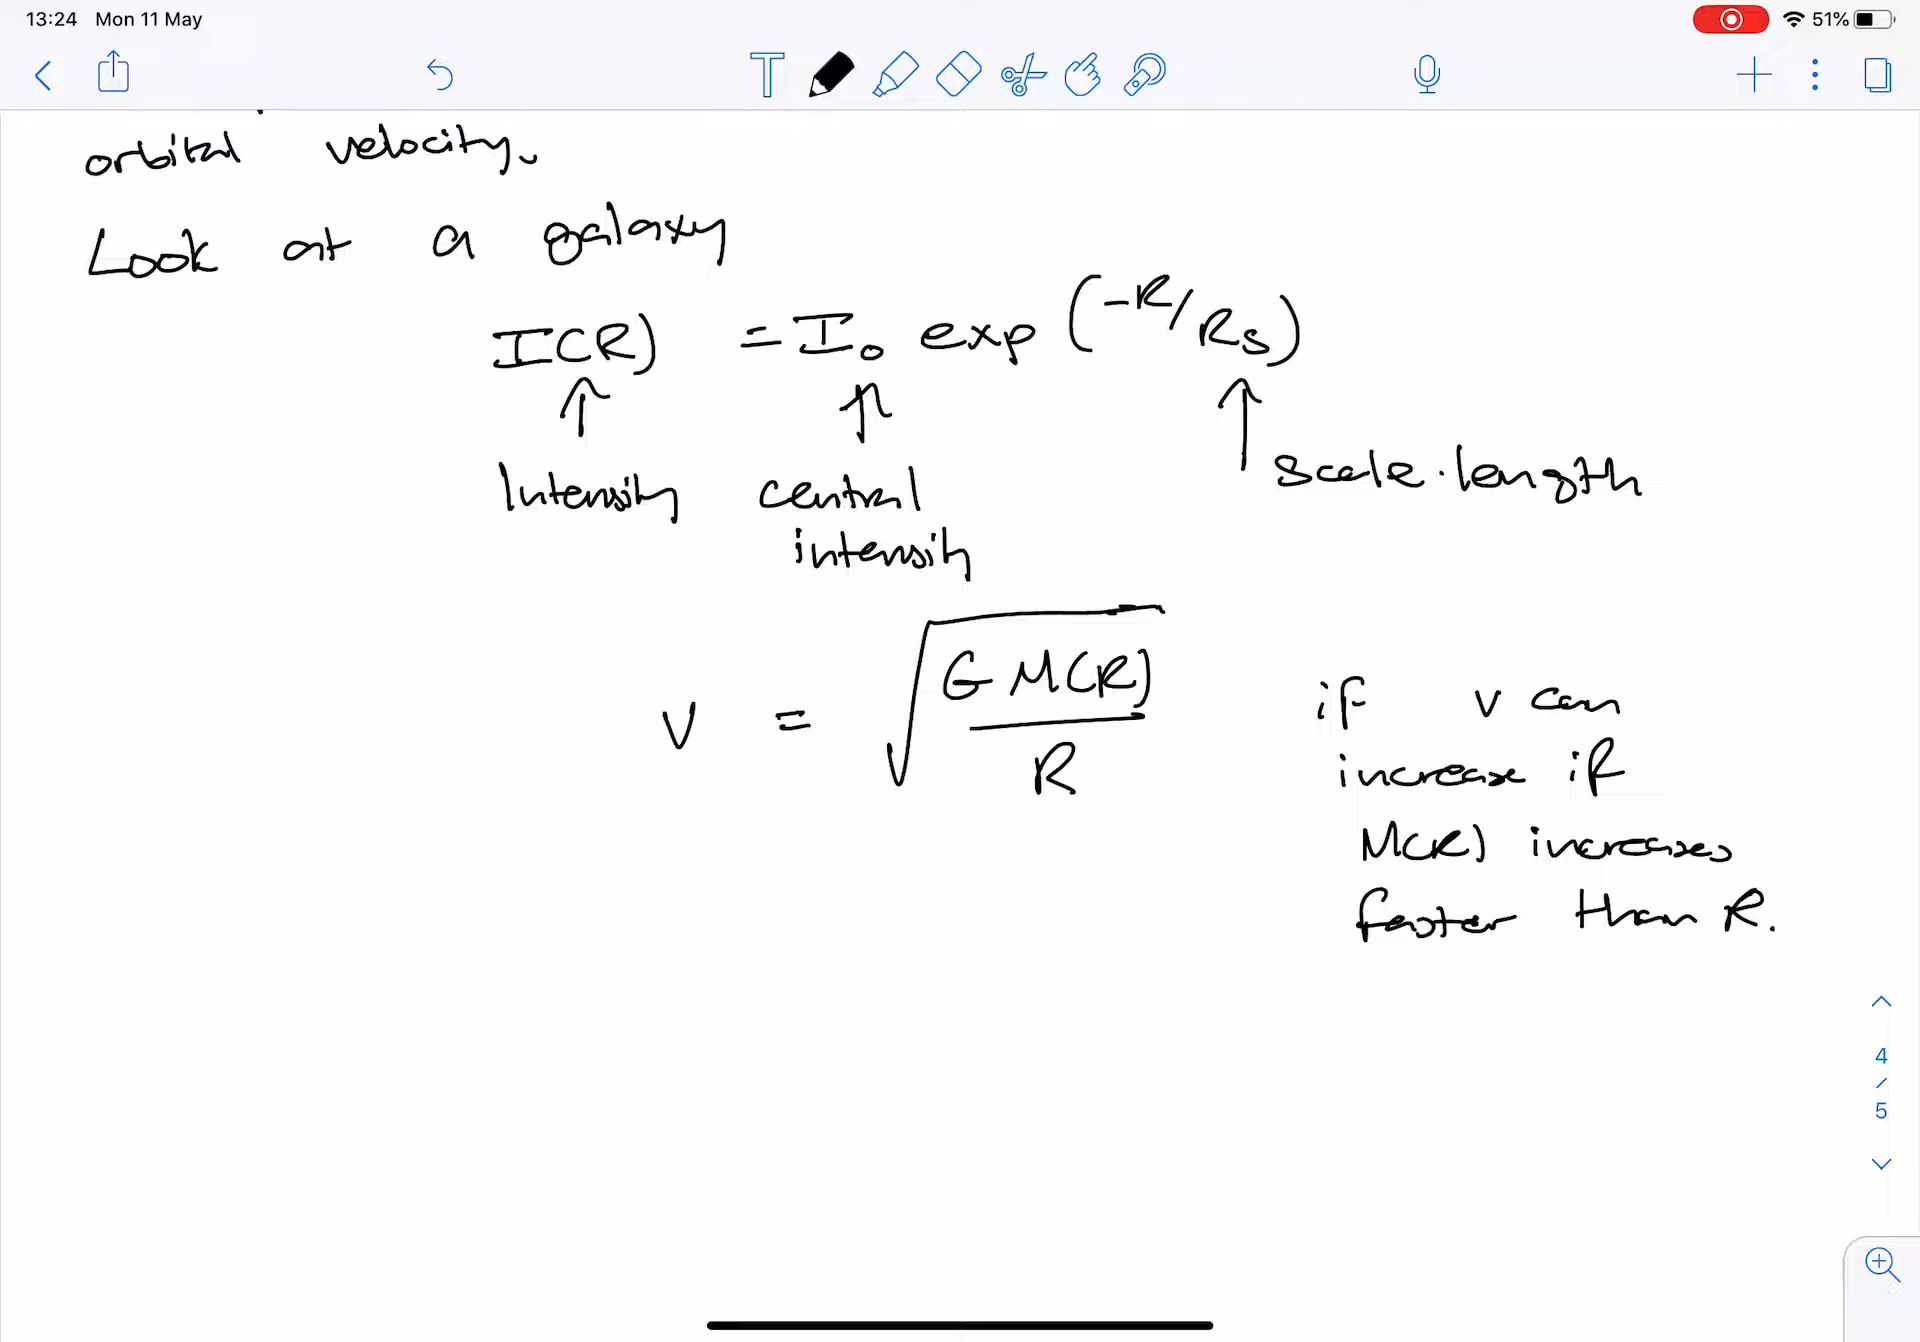 13:24 Mon 11 May 51%
T
orbital velocity.
Look at a galaxy
I(R) = I₀ exp(-R/Rs)
Intensity central scale.length
intensity
v = √(G M(R) / R)
if v can
increase if
M(R) increases
faster than R.
4
/
5